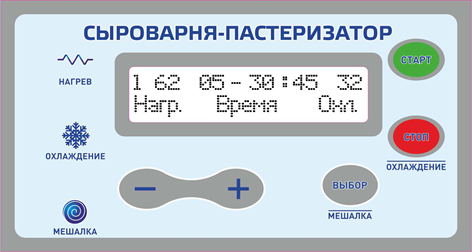 СЫРОВАРНЯ-ПАСТЕРИЗАТОР
НАГРЕВ
1 62 05-30:45 32
Нагр. Время Охл.
СТАРТ
ОХЛАЖДЕНИЕ
СТОП
ОХЛАЖДЕНИЕ
МЕШАЛКА
− +
ВЫБОР
МЕШАЛКА